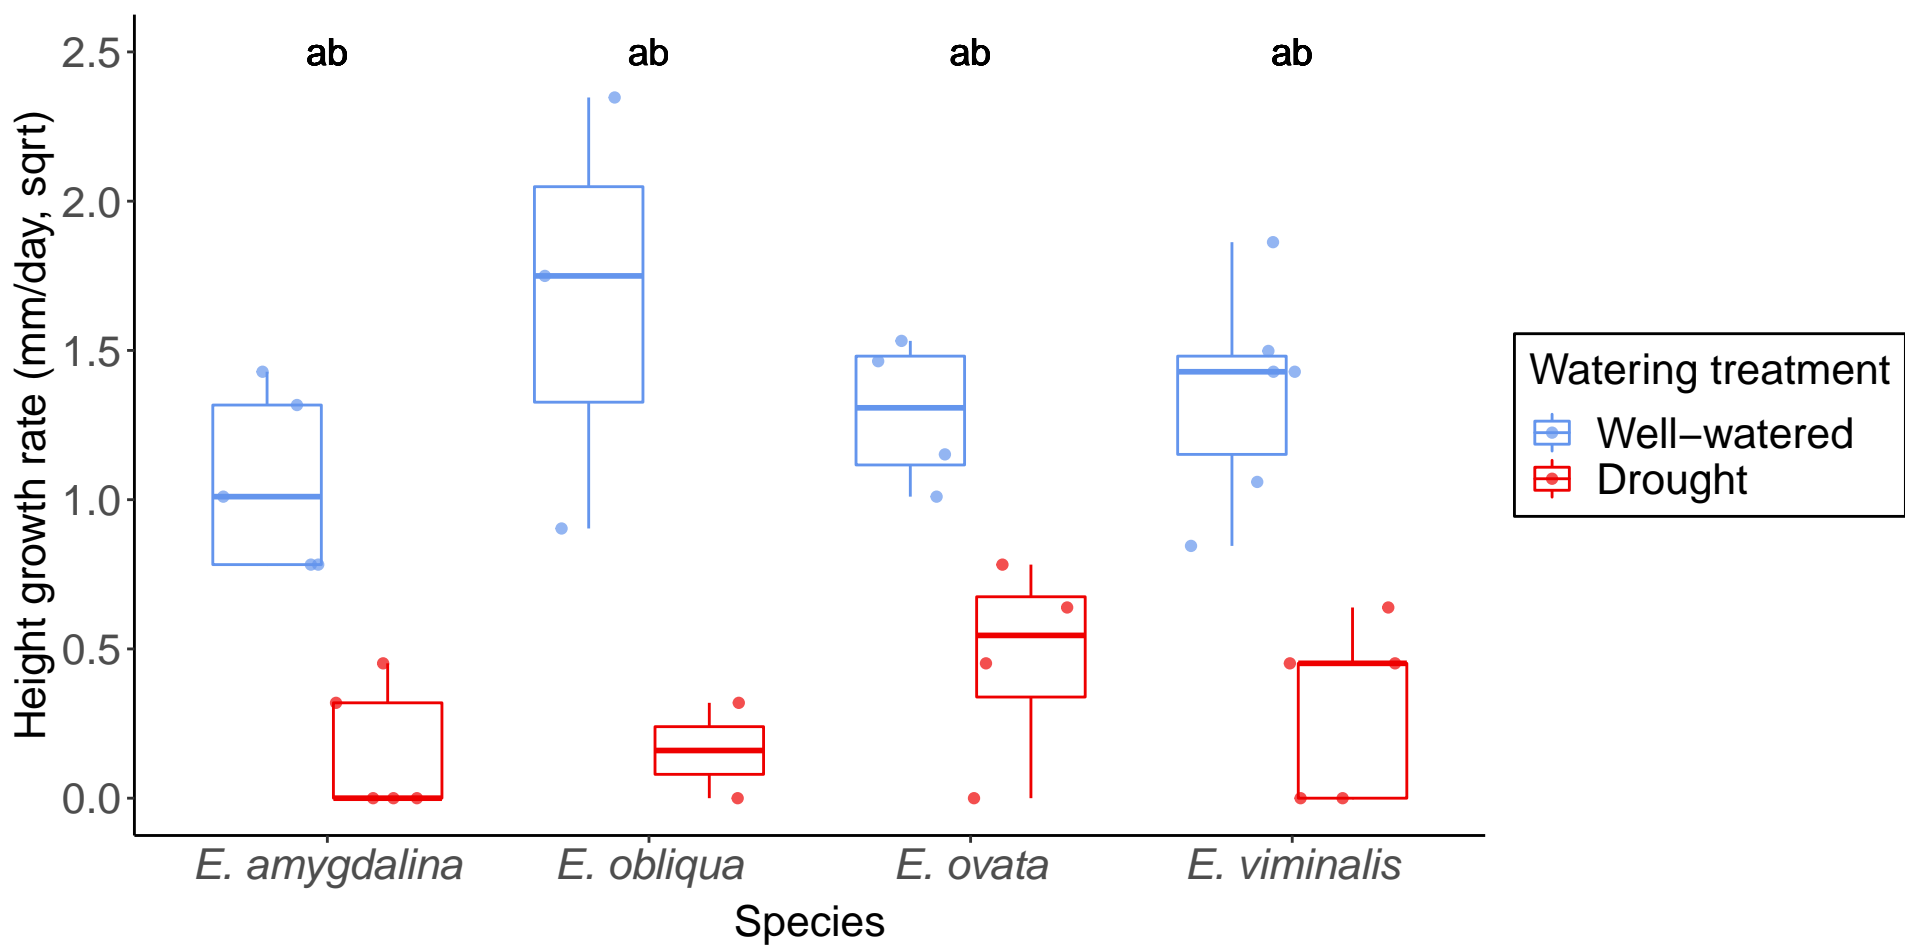 ab ab ab ab
Height growth rate (mm/day, sqrt)
2.5
2.0
1.5
1.0
0.5
0.0
E. amygdalina E. obliqua E. ovata E. viminalis
Species
Watering treatment
Well−watered
Drought